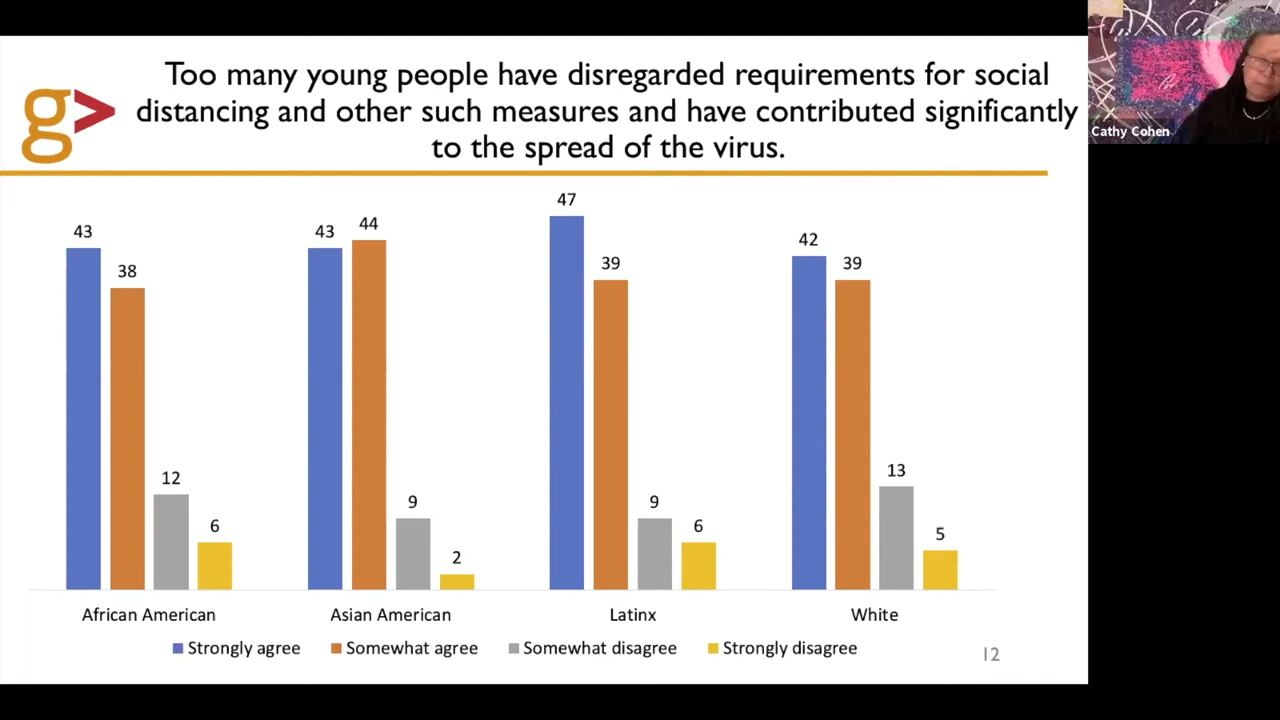 Too many young people have disregarded requirements for social
distancing and other such measures and have contributed significantly
to the spread of the virus.
g>
Cathy Cohen
43
38
12
6
43
44
9
2
47
39
9
6
42
39
13
5
African American
Asian American
Latinx
White
Strongly agree
Somewhat agree
Somewhat disagree
Strongly disagree
12